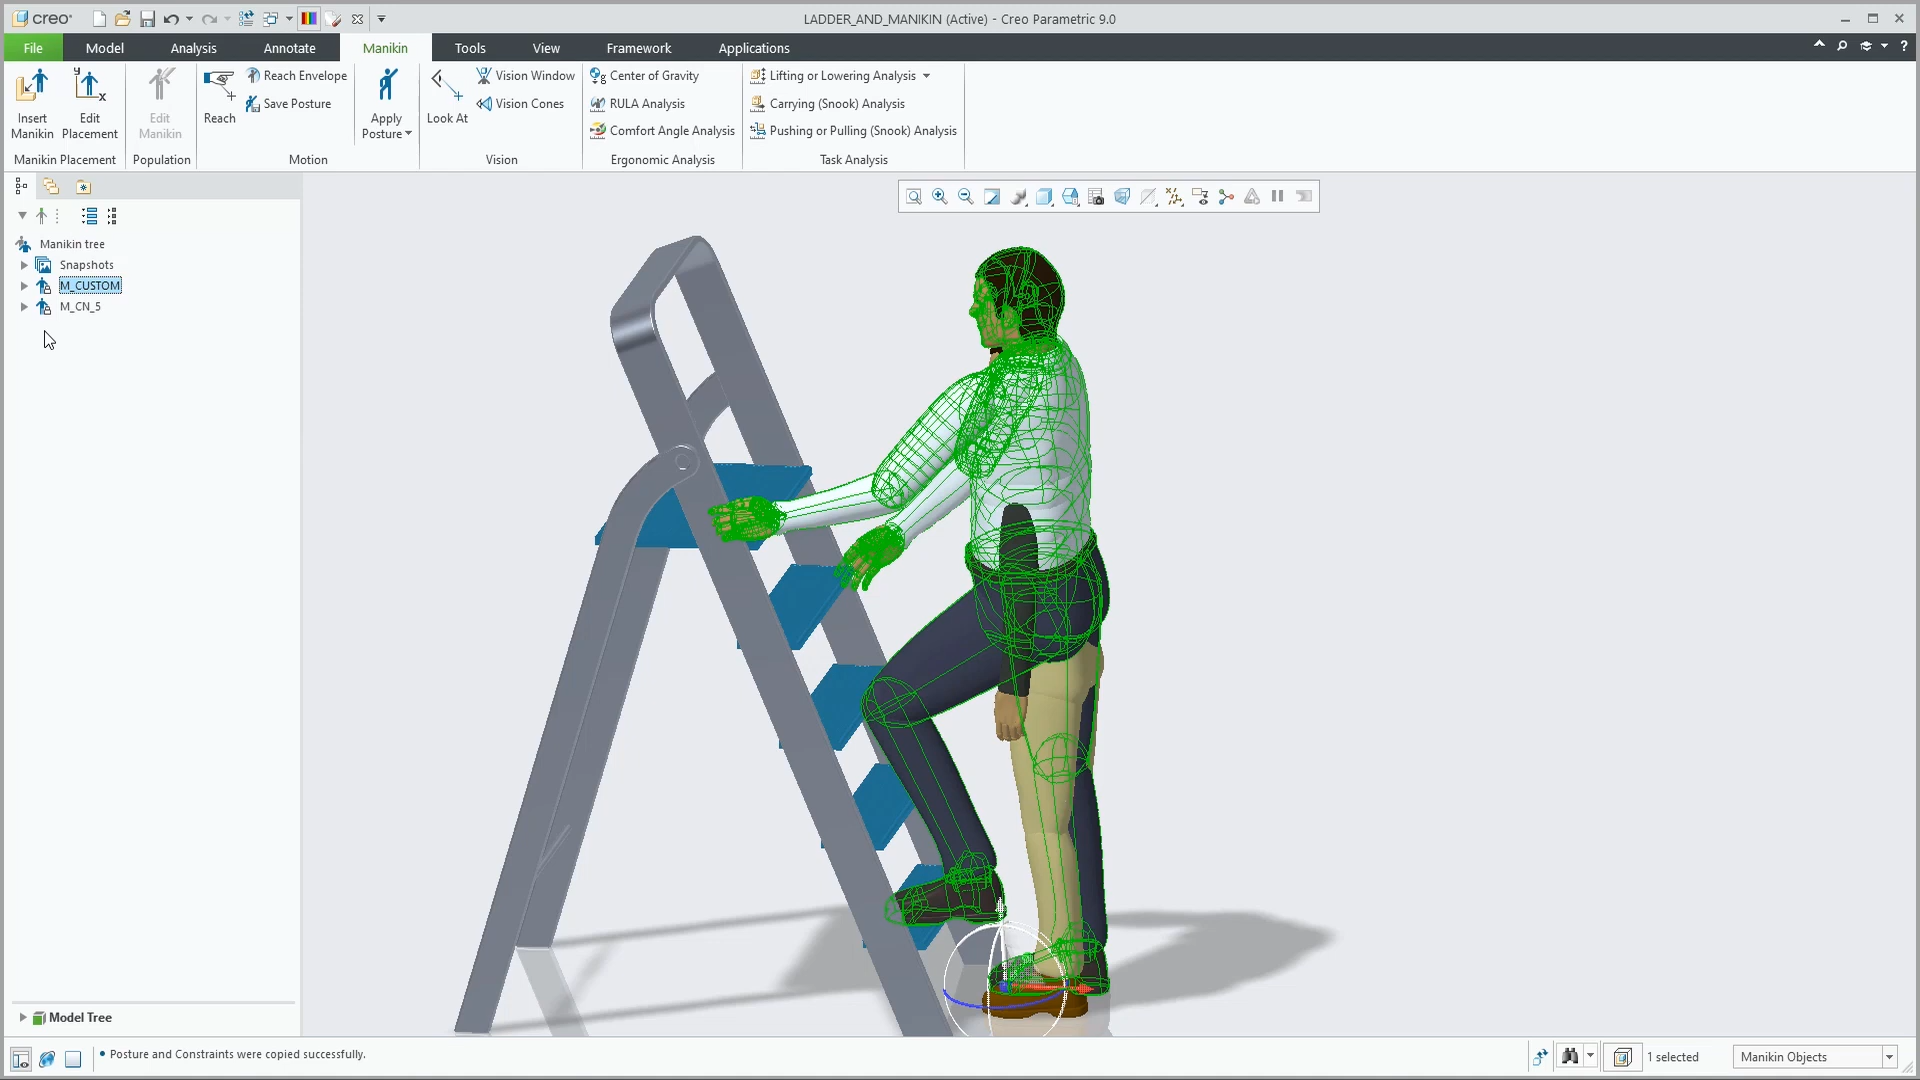 creo
LADDER_AND_MANIKIN (Active) - Creo Parametric 9.0
File Model Analysis Annotate Manikin Tools View Framework Applications
Insert Manikin
Edit Placement
Manikin Placement
Edit Manikin
Population
Reach
Reach Envelope
Save Posture
Motion
Apply Posture
Look At
Vision Window
Vision Cones
Vision
Center of Gravity
RULA Analysis
Comfort Angle Analysis
Ergonomic Analysis
Lifting or Lowering Analysis
Carrying (Snook) Analysis
Pushing or Pulling (Snook) Analysis
Task Analysis
Manikin tree
Snapshots
M_CUSTOM
M_CN_5
Model Tree
• Posture and Constraints were copied successfully.
1 selected
Manikin Objects